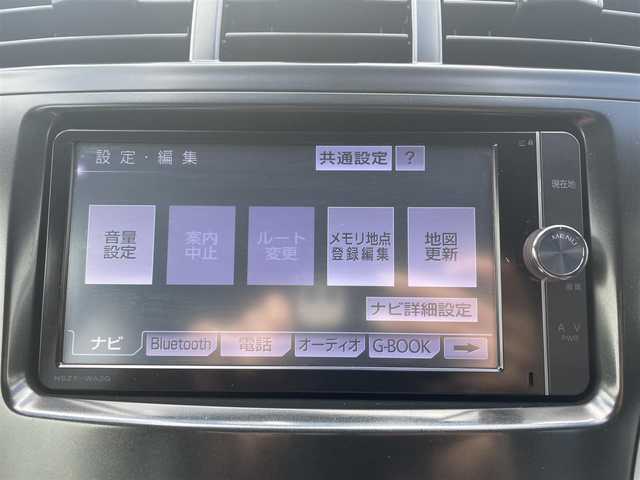 設定・編集
共通設定
?
現在地
音量
設定
案内
中止
ルート
変更
メモリ地点
登録編集
地図
更新
MENU
ナビ詳細設定
AV
PWR
ナビ
Bluetooth
電話
オーディオ
G-BOOK
NSZT-W62G